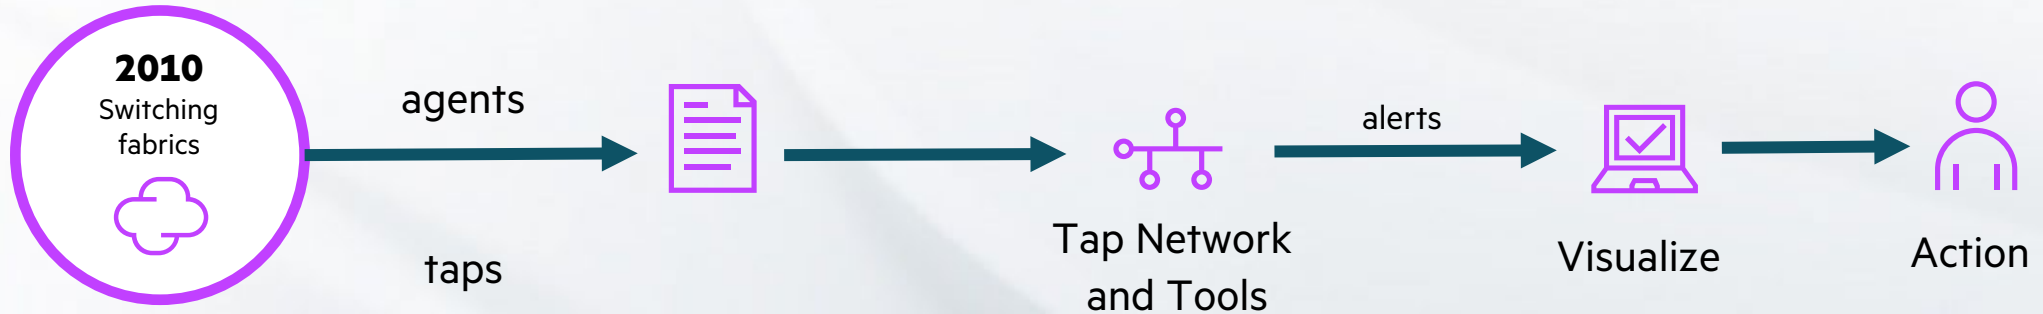 2010
Switching
fabrics
agents
taps
Tap Network
and Tools
alerts
Visualize
Action